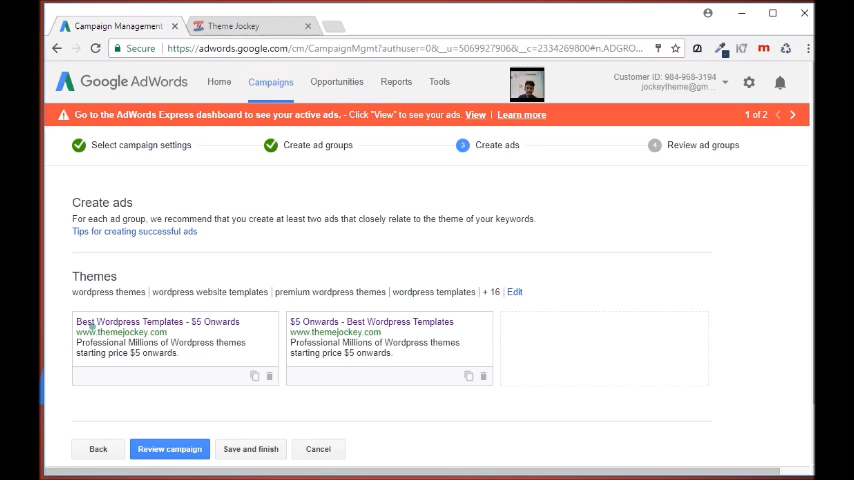 Campaign Management
Theme Jockey
Secure https://adwords.google.com/cm/CampaignMgmt?authuser=0&__u=5069927906&__c=2334269800#n.ADGRO...
Google AdWords Home Campaigns Opportunities Reports Tools
Customer ID: 984-968-3194
jockeytheme@gm...
Go to the AdWords Express dashboard to see your active ads. - Click "View" to see your ads. View | Learn more 1 of 2
Select campaign settings Create ad groups 3 Create ads 4 Review ad groups
Create ads
For each ad group, we recommend that you create at least two ads that closely relate to the theme of your keywords.
Tips for creating successful ads
Themes
wordpress themes | wordpress website templates | premium wordpress themes | wordpress templates | + 16 | Edit
Best Wordpress Templates - $5 Onwards
www.themejockey.com
Professional Millions of Wordpress themes
starting price $5 onwards.
$5 Onwards - Best Wordpress Templates
www.themejockey.com
Professional Millions of Wordpress themes
starting price $5 onwards.
Back Review campaign Save and finish Cancel